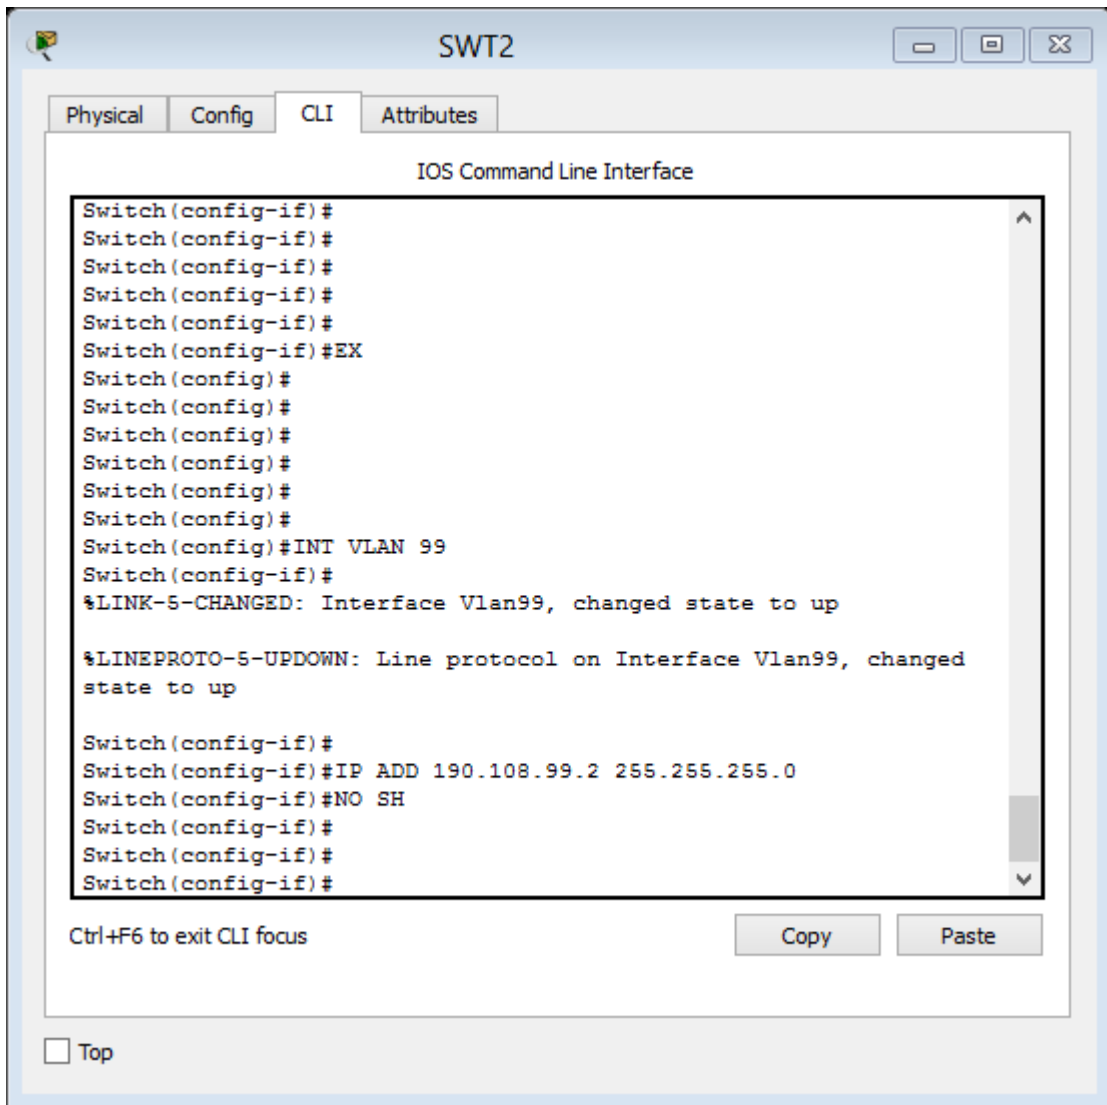 SWT2
Physical
Config
CLI
Attributes
IOS Command Line Interface
Switch(config-if)#
Switch(config-if)#
Switch(config-if)#
Switch(config-if)#
Switch(config-if)#
Switch(config-if)#EX
Switch(config)#
Switch(config)#
Switch(config)#
Switch(config)#
Switch(config)#
Switch(config)#
Switch(config)#INT VLAN 99
Switch(config-if)#
%LINK-5-CHANGED: Interface Vlan99, changed state to up
%LINEPROTO-5-UPDOWN: Line protocol on Interface Vlan99, changed
state to up
Switch(config-if)#
Switch(config-if)#IP ADD 190.108.99.2 255.255.255.0
Switch(config-if)#NO SH
Switch(config-if)#
Switch(config-if)#
Switch(config-if)#
Ctrl+F6 to exit CLI focus
Copy
Paste
Top